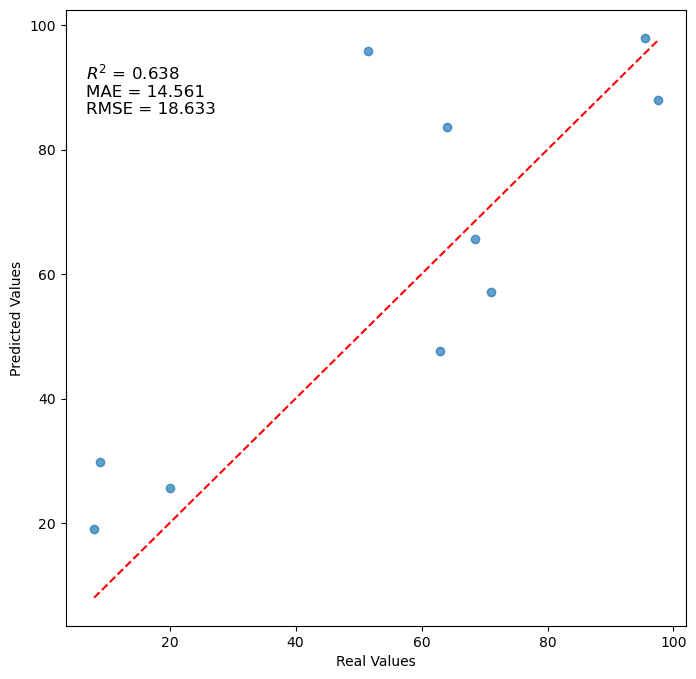 100
80
60
40
20
Predicted Values
R² = 0.638
MAE = 14.561
RMSE = 18.633
20 40 60 80 100
Real Values